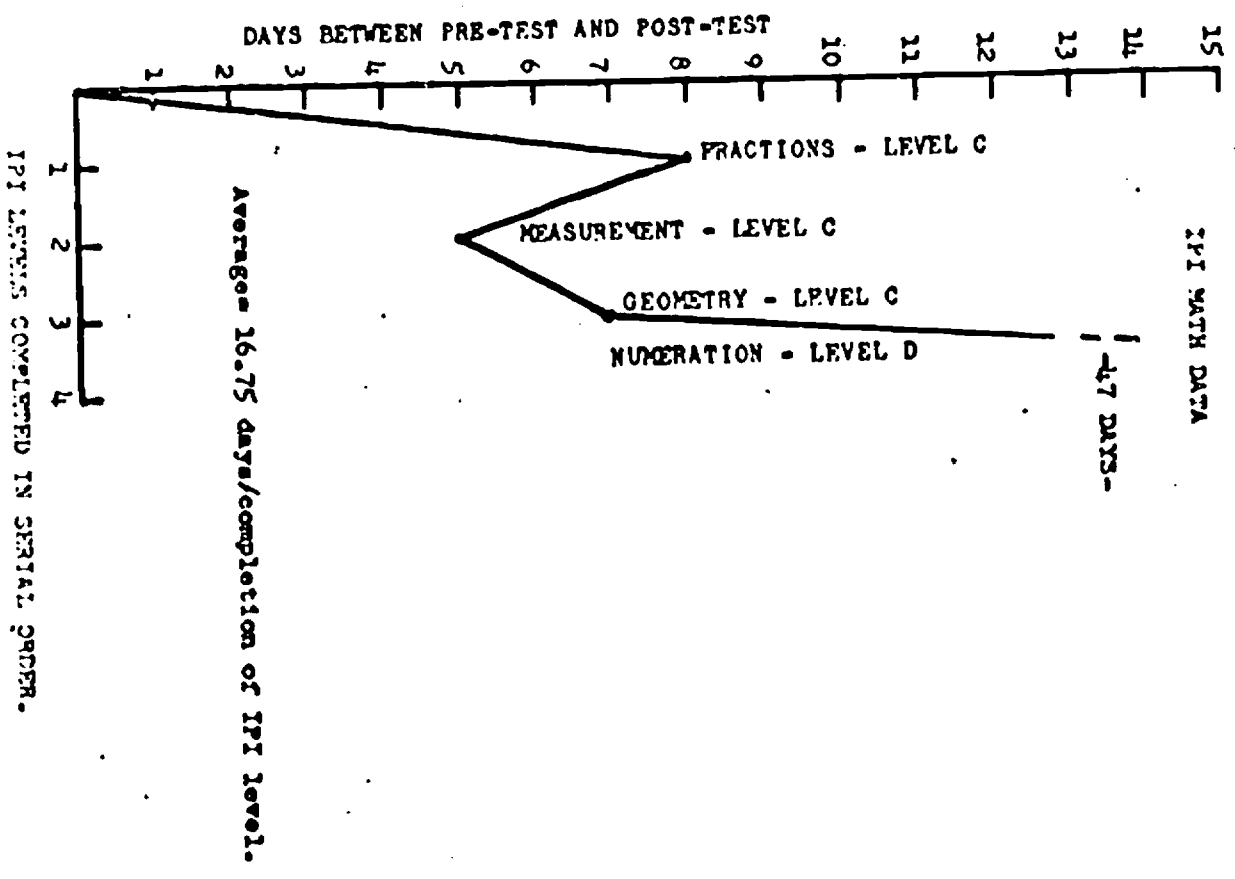 IPI MATH DATA
DAYS BETWEEN PRE-TEST AND POST-TEST
15
14
13
12
11
10
9
8
7
6
5
4
3
2
1
FRACTIONS - LEVEL C
MEASUREMENT - LEVEL C
GEOMETRY - LEVEL C
NUMERATION - LEVEL D
-47 DAYS-
Average= 16.75 days/completion of IPI level.
1
2
3
4
IPI LEVELS COMPLETED IN SERIAL ORDER.